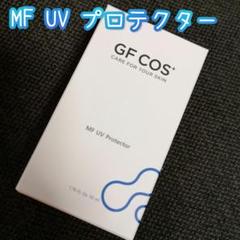 MF UV プロテクター
GF COS+
CARE FOR YOUR SKIN
MF UV Protector